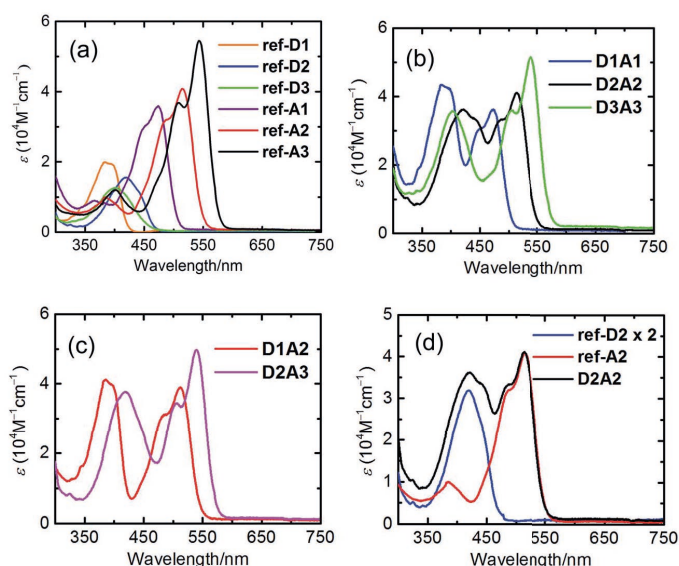 (a)
ref-D1
ref-D2
ref-D3
ref-A1
ref-A2
ref-A3
6
4
2
0
ε (10⁴M⁻¹cm⁻¹)
350 450 550 650 750
Wavelength/nm
(b)
D1A1
D2A2
D3A3
6
4
2
0
ε (10⁴M⁻¹cm⁻¹)
350 450 550 650 750
Wavelength/nm
(c)
D1A2
D2A3
6
4
2
0
ε (10⁴M⁻¹cm⁻¹)
350 450 550 650 750
Wavelength/nm
(d)
ref-D2 x 2
ref-A2
D2A2
5
4
3
2
1
0
ε (10⁴M⁻¹cm⁻¹)
350 450 550 650 750
Wavelength/nm